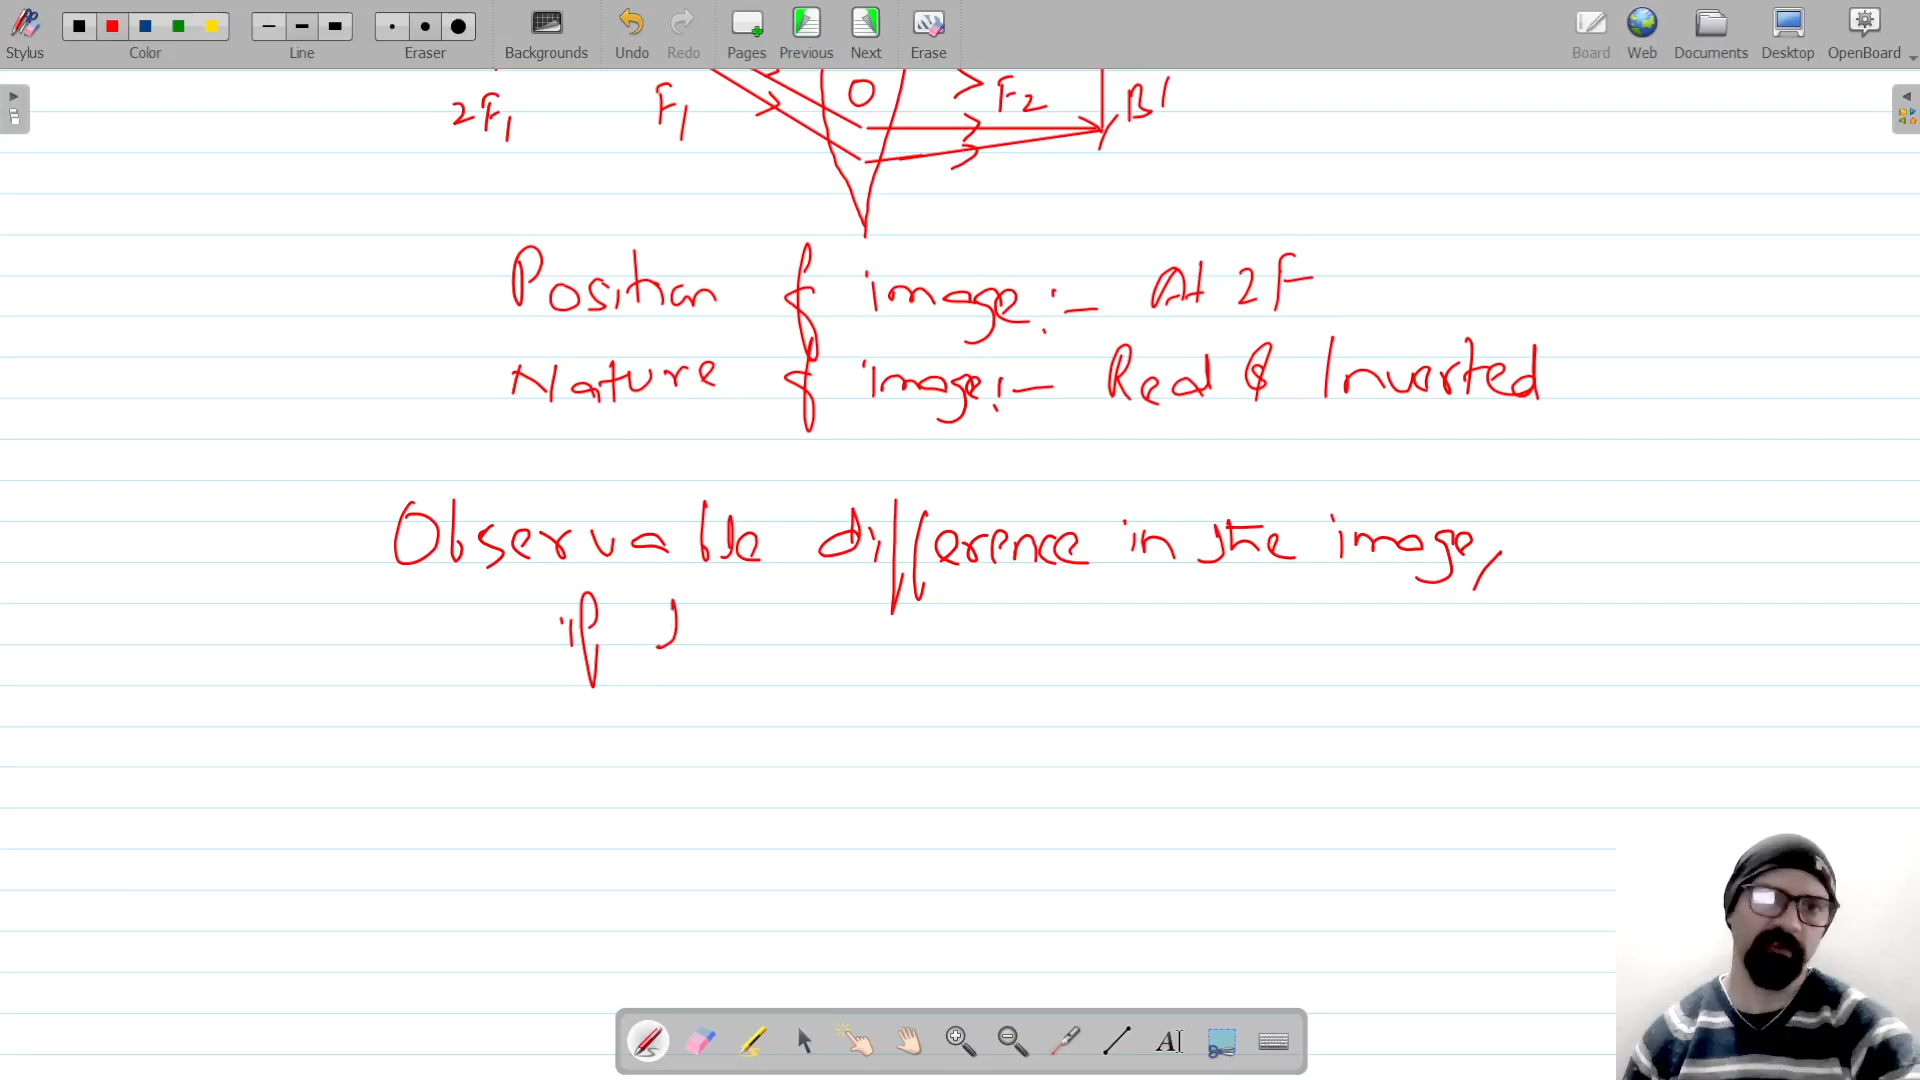 Stylus Color Line Eraser Backgrounds Undo Redo Pages Previous Next Erase Board Web Documents Desktop OpenBoard
2F1 F1 O F2 B'
Position of image :- At 2F
Nature of image :- Real & Inverted
Observable difference in the image,
if